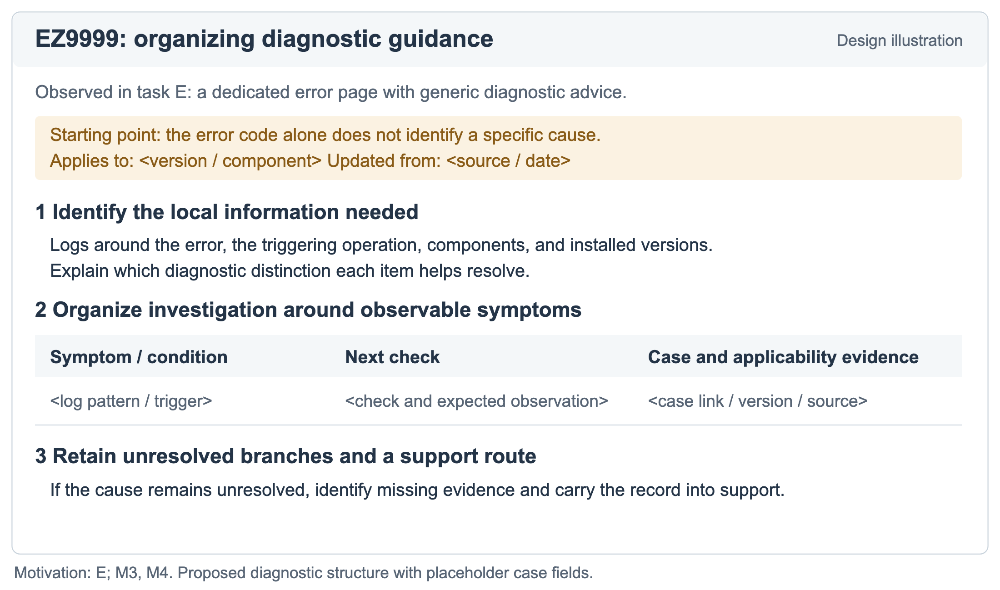 EZ9999: organizing diagnostic guidance
Design illustration
Observed in task E: a dedicated error page with generic diagnostic advice.
Starting point: the error code alone does not identify a specific cause.
Applies to: <version / component> Updated from: <source / date>
1 Identify the local information needed
Logs around the error, the triggering operation, components, and installed versions.
Explain which diagnostic distinction each item helps resolve.
2 Organize investigation around observable symptoms
Symptom / condition Next check Case and applicability evidence
<log pattern / trigger> <check and expected observation> <case link / version / source>
3 Retain unresolved branches and a support route
If the cause remains unresolved, identify missing evidence and carry the record into support.
Motivation: E; M3, M4. Proposed diagnostic structure with placeholder case fields.